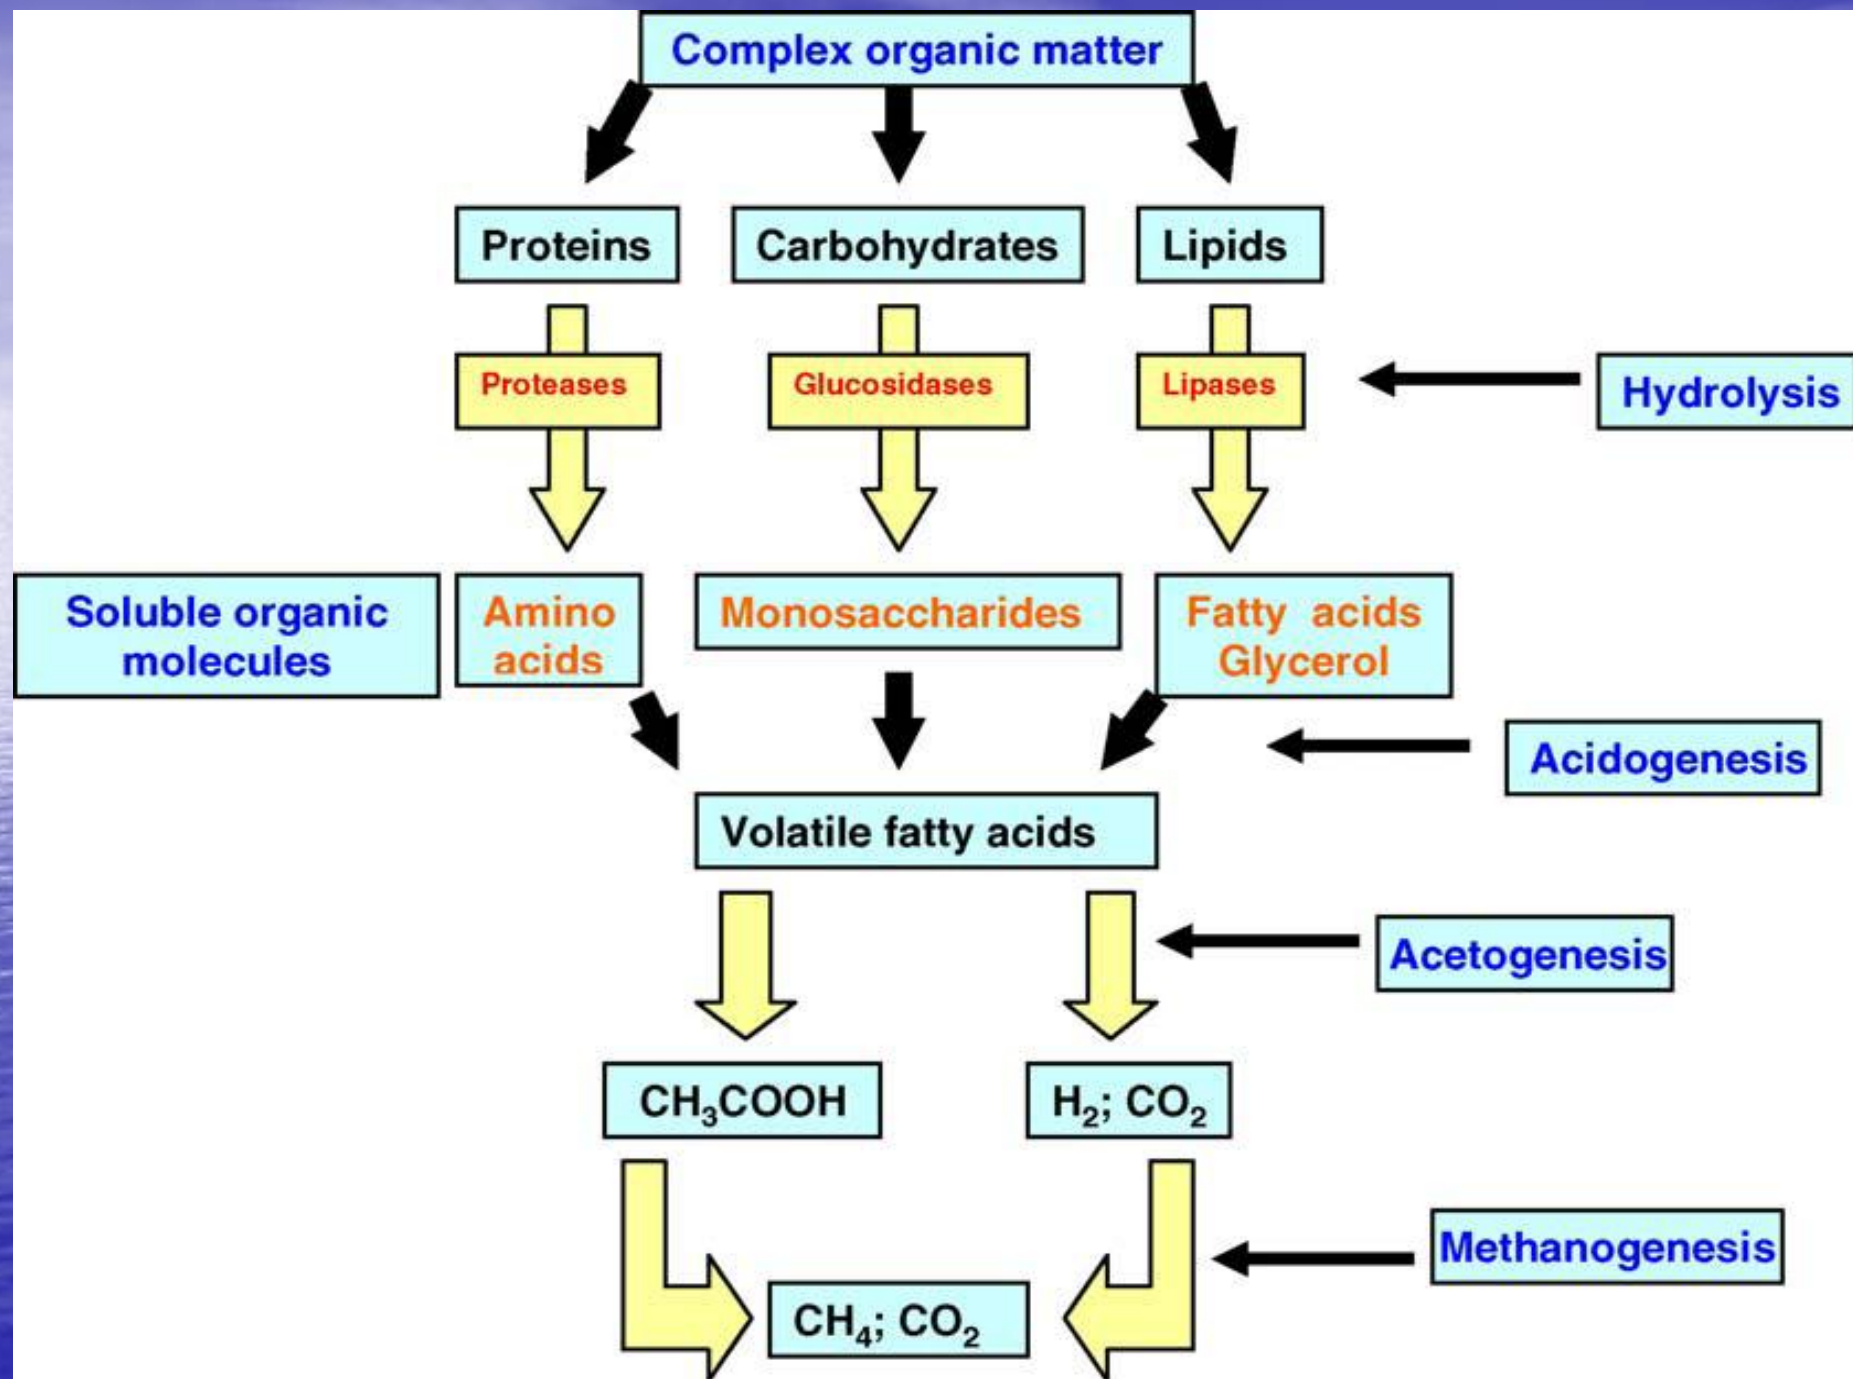 Complex organic matter
Proteins
Carbohydrates
Lipids
Proteases
Glucosidases
Lipases
Hydrolysis
Soluble organic
molecules
Amino
acids
Monosaccharides
Fatty acids
Glycerol
Acidogenesis
Volatile fatty acids
Acetogenesis
CH₃COOH
H₂; CO₂
Methanogenesis
CH₄; CO₂